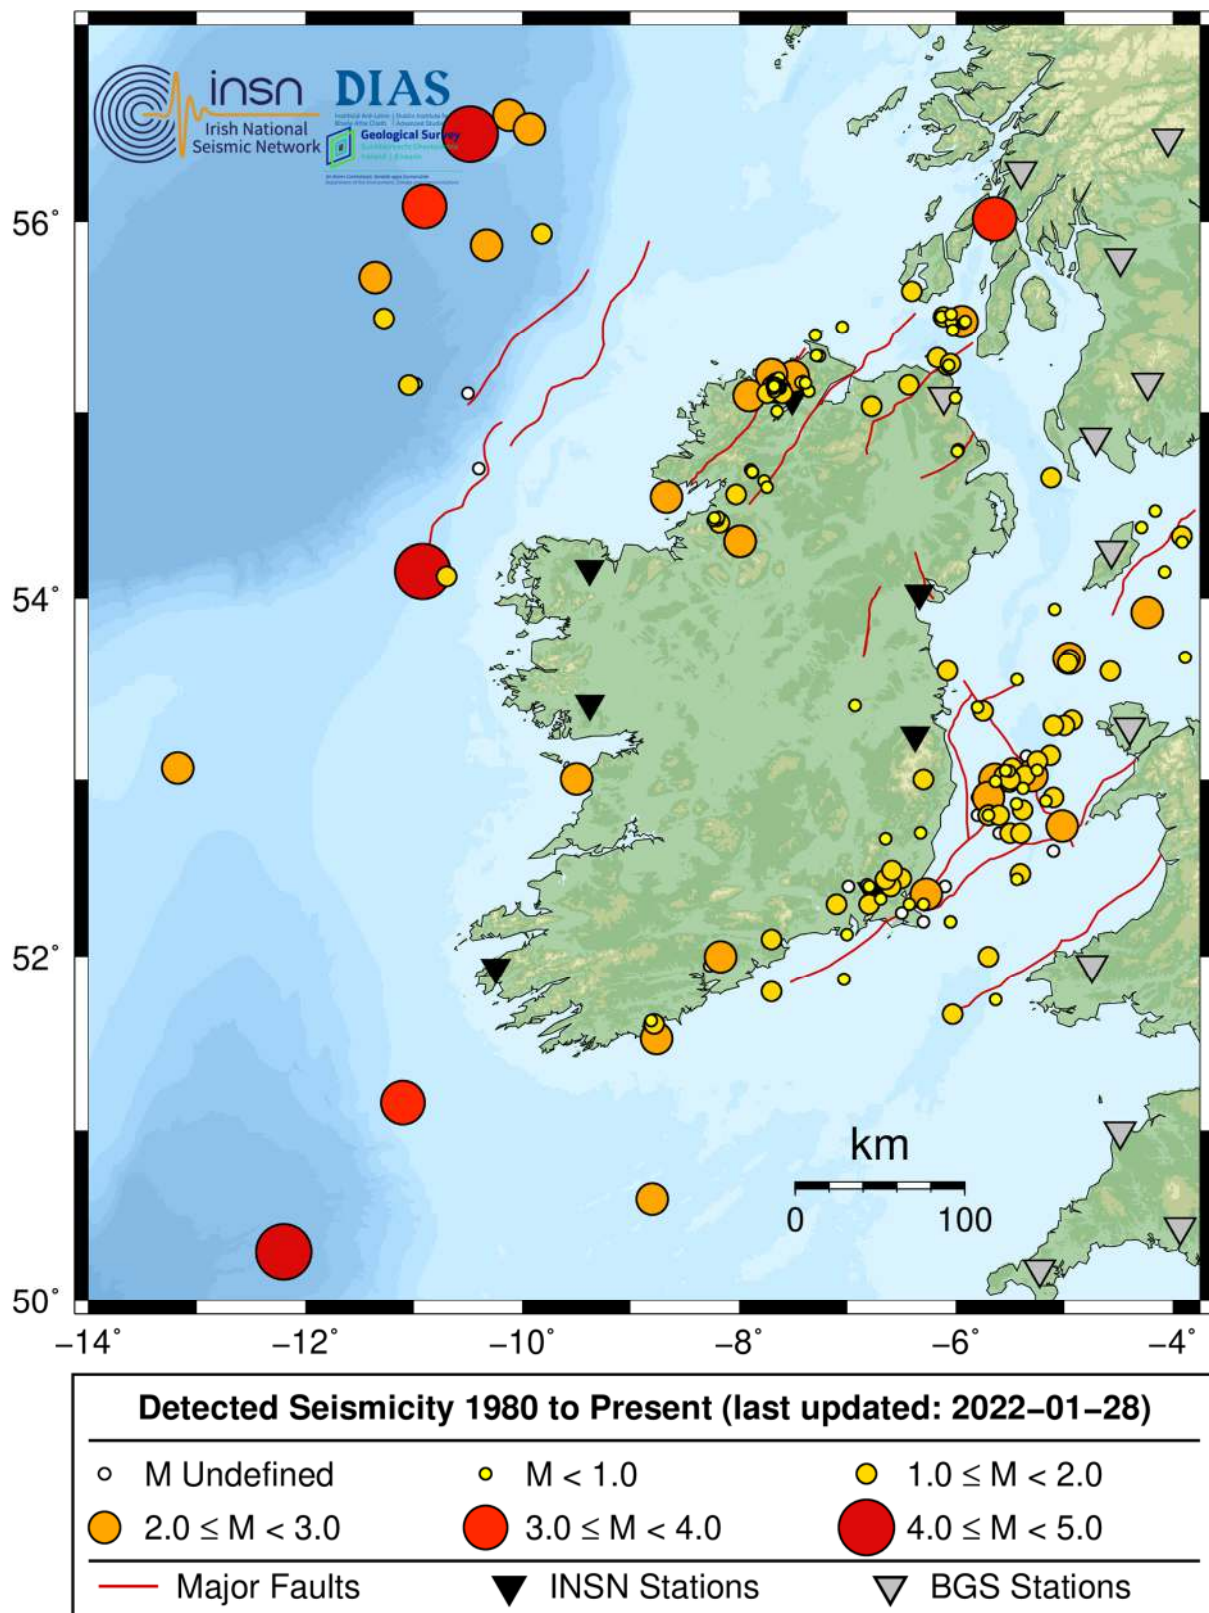 insn
Irish National
Seismic Network
DIAS
Geological Survey
56°
54°
52°
50°
km
0 100
-14° -12° -10° -8° -6° -4°
Detected Seismicity 1980 to Present (last updated: 2022-01-28)
M Undefined M < 1.0 1.0 ≤ M < 2.0
2.0 ≤ M < 3.0 3.0 ≤ M < 4.0 4.0 ≤ M < 5.0
Major Faults INSN Stations BGS Stations